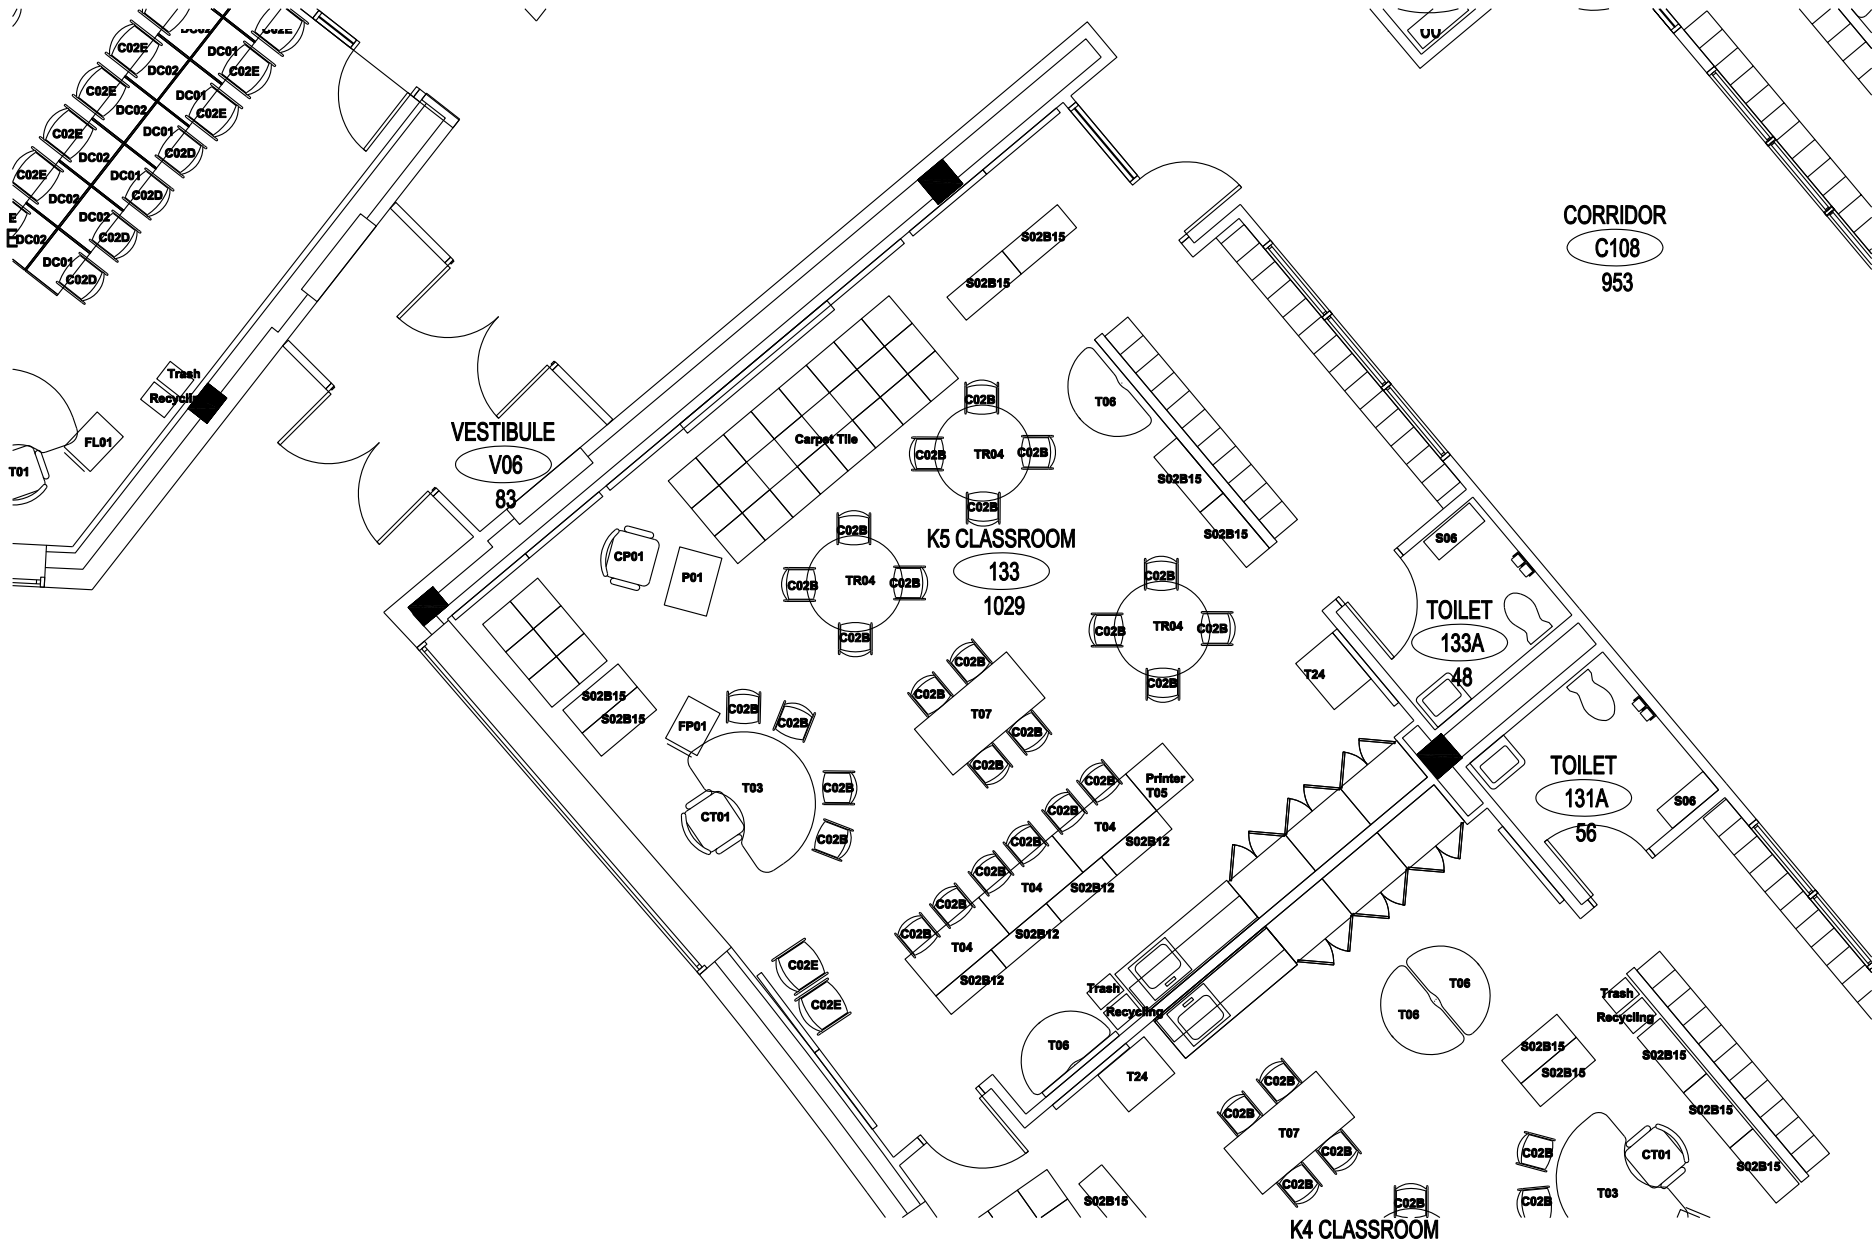 DC02
C02E
C02E
DC01
DC02
C02E
C02E
DC01
DC02
C02E
C02E
DC01
DC02
C02D
C02E
DC01
DC02
C02D
E
DC02
C02D
E
DC02
DC01
C02D
Trash
Recycling
FL01
T01
VESTIBULE
V06
83
CORRIDOR
C108
953
S02B15
S02B15
Carpet Tile
C02B
C02B
TR04
C02B
C02B
T06
S02B15
S02B15
K5 CLASSROOM
133
1029
CP01
P01
C02B
C02B
TR04
C02B
C02B
C02B
C02B
TR04
C02B
C02B
S06
TOILET
133A
48
T24
S02B15
S02B15
FP01
C02B
C02B
T03
C02B
CT01
C02B
C02B
C02B
T07
C02B
C02B
C02B
Printer
T05
C02B
T04
C02B
S02B12
C02B
T04
S02B12
C02B
C02B
T04
S02B12
S02B12
TOILET
131A
56
S06
C02E
C02E
Trash
Recycling
T06
T24
T06
T06
Trash
Recycling
S02B15
S02B15
S02B15
S02B15
S02B15
C02B
C02B
T07
C02B
C02B
C02B
CT01
C02B
T03
S02B15
C02B
K4 CLASSROOM